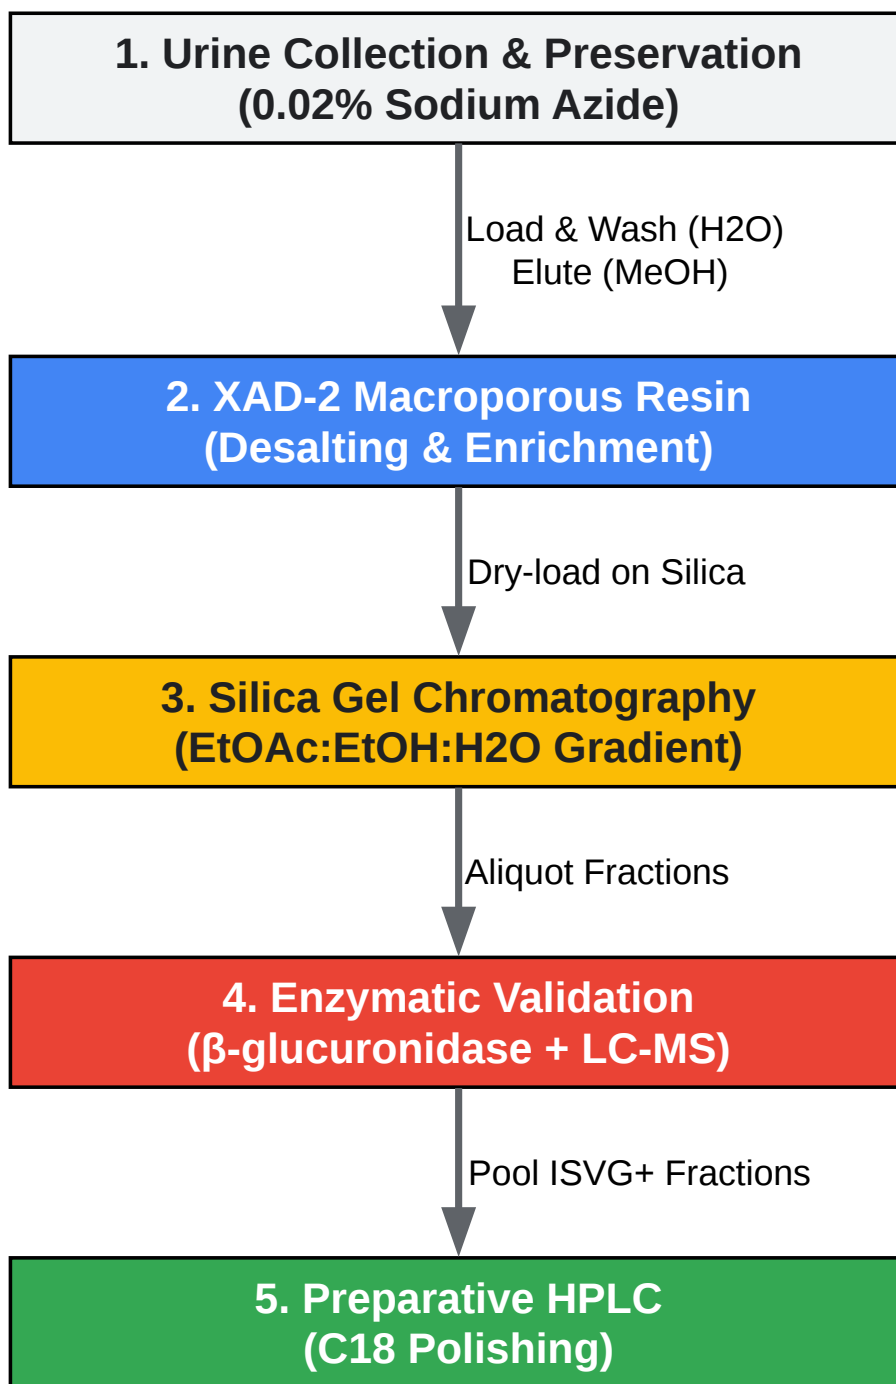 1. Urine Collection & Preservation
(0.02% Sodium Azide)
Load & Wash (H2O)
Elute (MeOH)
2. XAD-2 Macroporous Resin
(Desalting & Enrichment)
Dry-load on Silica
3. Silica Gel Chromatography
(EtOAc:EtOH:H2O Gradient)
Aliquot Fractions
4. Enzymatic Validation
(β-glucuronidase + LC-MS)
Pool ISVG+ Fractions
5. Preparative HPLC
(C18 Polishing)